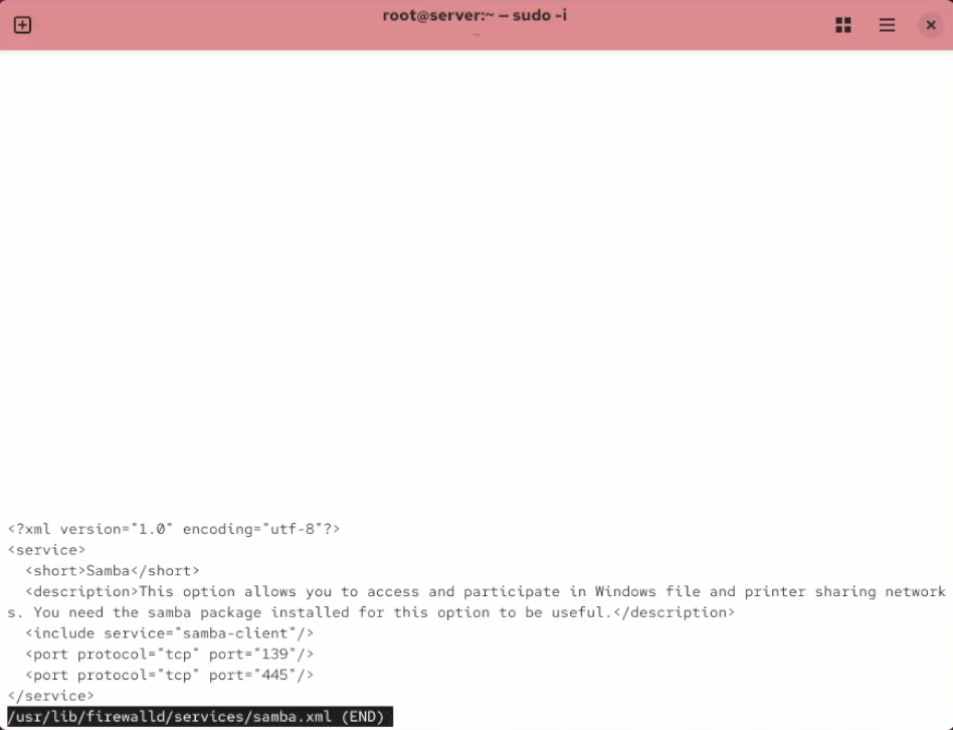 root@server:~ — sudo -i
<?xml version="1.0" encoding="utf-8"?>
<service>
  <short>Samba</short>
  <description>This option allows you to access and participate in Windows file and printer sharing network
s. You need the samba package installed for this option to be useful.</description>
  <include service="samba-client"/>
  <port protocol="tcp" port="139"/>
  <port protocol="tcp" port="445"/>
</service>
/usr/lib/firewalld/services/samba.xml (END)